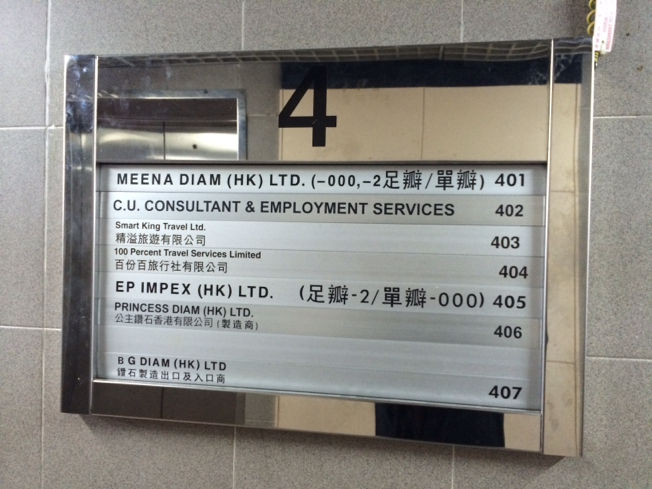 4
MEENA DIAM (HK) LTD. (-000,-2足瓣/單瓣) 401
C.U. CONSULTANT & EMPLOYMENT SERVICES 402
Smart King Travel Ltd.
精溢旅遊有限公司 403
100 Percent Travel Services Limited
百份百旅行社有限公司 404
EP IMPEX (HK) LTD. (足瓣-2/單瓣-000) 405
PRINCESS DIAM (HK) LTD.
公主鑽石香港有限公司 (製造商) 406
B G DIAM (HK) LTD
鑽石製造出口及入口商 407